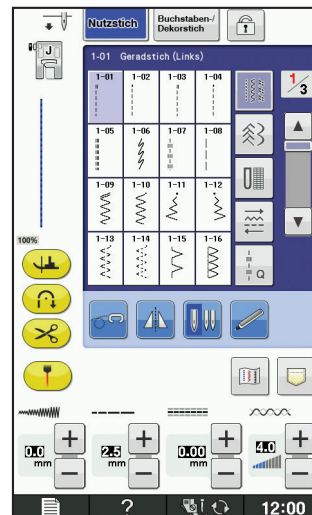 Nutzstich
Buchstaben-/
Dekorstich
J
1-01 Geradstich (Links)
1-01 1-02 1-03 1-04
1/3
1-05 1-06 1-07 1-08
1-09 1-10 1-11 1-12
100%
1-13 1-14 1-15 1-16
Q
0.0 mm
2.5 mm
0.00 mm
4.0
?
12:00